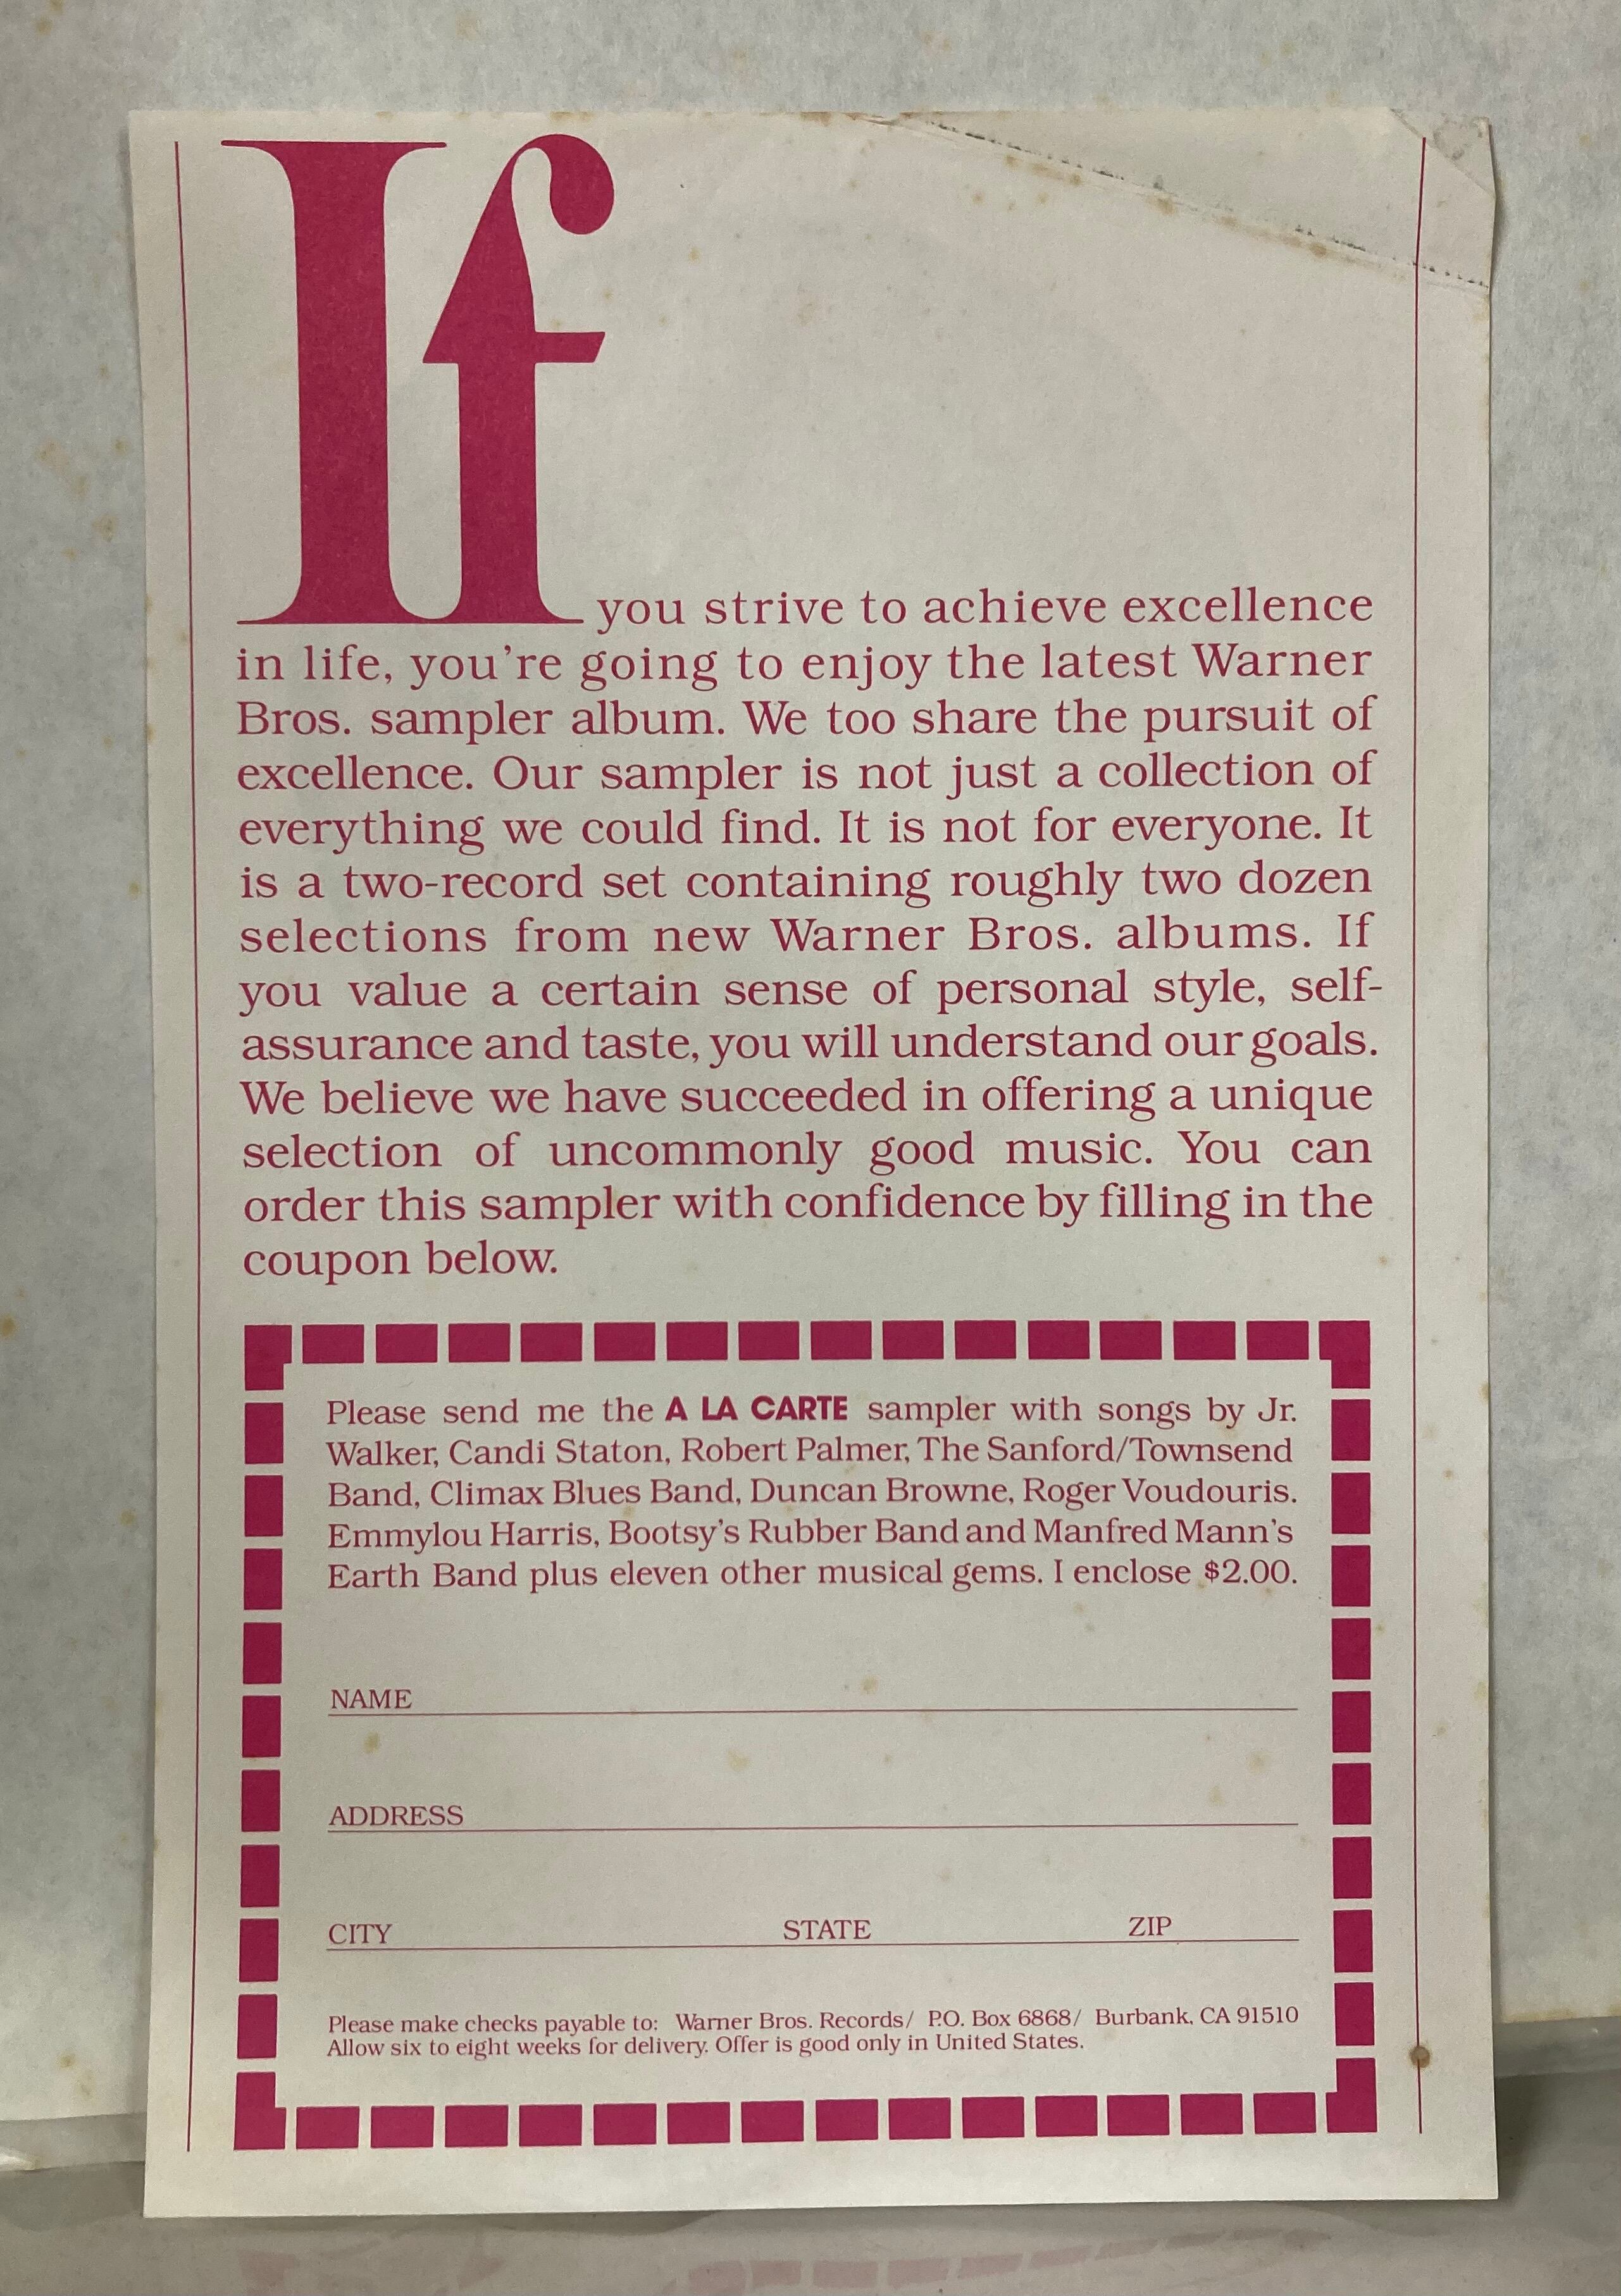 If you strive to achieve excellence
in life, you're going to enjoy the latest Warner
Bros. sampler album. We too share the pursuit of
excellence. Our sampler is not just a collection of
everything we could find. It is not for everyone. It
is a two-record set containing roughly two dozen
selections from new Warner Bros. albums. If
you value a certain sense of personal style, self-
assurance and taste, you will understand our goals.
We believe we have succeeded in offering a unique
selection of uncommonly good music. You can
order this sampler with confidence by filling in the
coupon below.
Please send me the A LA CARTE sampler with songs by Jr.
Walker, Candi Staton, Robert Palmer, The Sanford/Townsend
Band, Climax Blues Band, Duncan Browne, Roger Voudouris.
Emmylou Harris, Bootsy's Rubber Band and Manfred Mann's
Earth Band plus eleven other musical gems. I enclose $2.00.
NAME
ADDRESS
CITY STATE ZIP
Please make checks payable to: Warner Bros. Records/ P.O. Box 6868/ Burbank, CA 91510
Allow six to eight weeks for delivery. Offer is good only in United States.